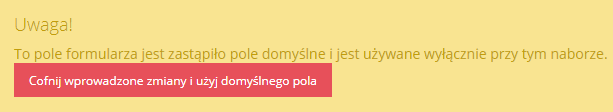 Uwaga!
To pole formularza jest zastąpiło pole domyślne i jest używane wyłącznie przy tym naborze.
Cofnij wprowadzone zmiany i użyj domyślnego pola